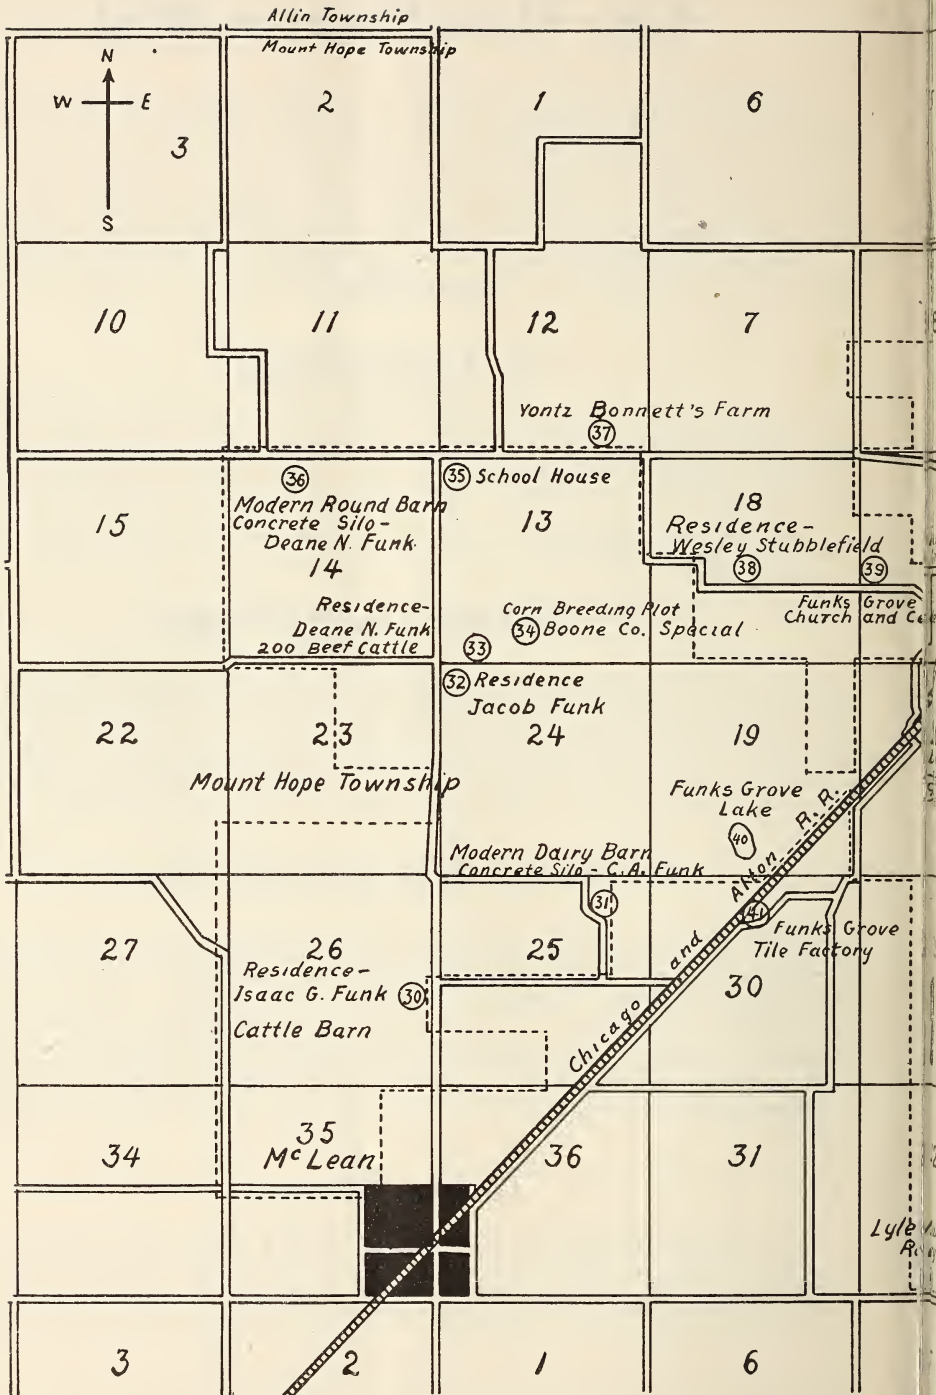 Allin Township
Mount Hope Township
N
W E
S
3
2
1
6
10
11
12
7
Yontz Bonnett's Farm
37
36
Modern Round Barn
Concrete Silo-
Deane N. Funk
14
15
35 School House
13
18
Residence-
Wesley Stubblefield
38
39
Funks Grove
Church and
Residence-
Deane N. Funk
200 Beef Cattle
Corn Breeding Plot
34 Boone Co. Special
33
32 Residence
Jacob Funk
22
23
24
19
Mount Hope Township
Funks Grove
Lake
40
Modern Dairy Barn
Concrete Silo - C.A. Funk
31
Chicago and Alton R.R.
41
Funks Grove
Tile Factory
27
26
Residence-
Isaac G. Funk 30
Cattle Barn
25
30
34
35
McLean
36
31
Lyle
3
2
1
6